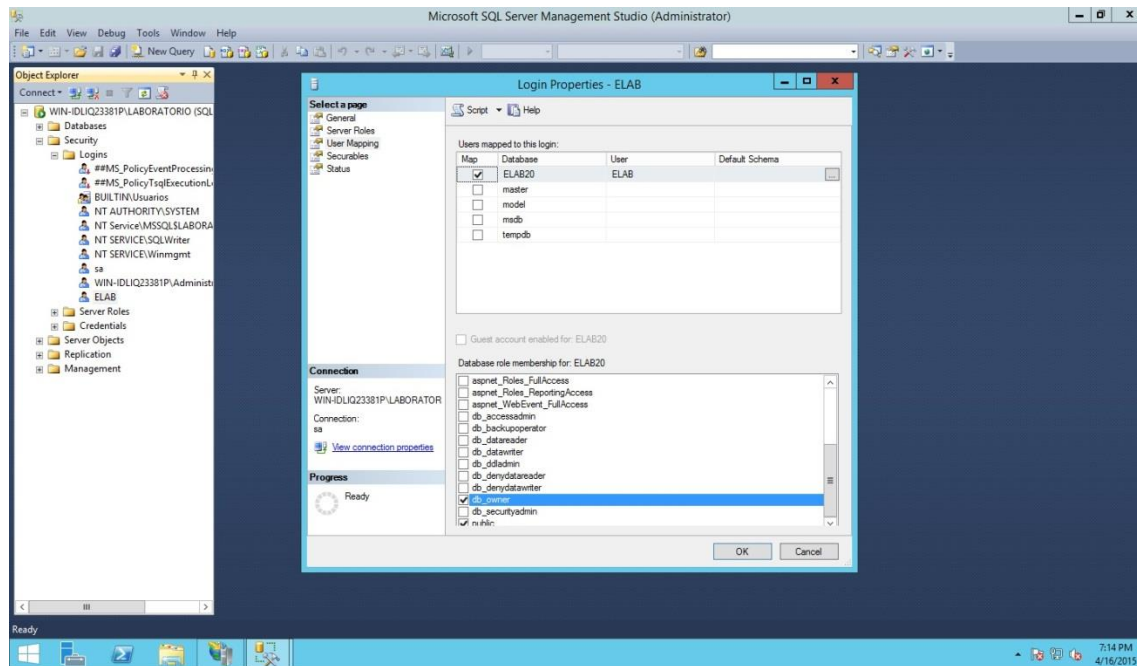 Microsoft SQL Server Management Studio (Administrator)
File Edit View Debug Tools Window Help
New Query
Object Explorer
Connect
WIN-IDLIQ23381P\LABORATORIO (SQL
Databases
Security
Logins
##MS_PolicyEventProcessin
##MS_PolicyTsqlExecutionL
BUILTIN\Usuarios
NT AUTHORITY\SYSTEM
NT Service\MSSQL$LABORA
NT SERVICE\SQLWriter
NT SERVICE\Winmgmt
sa
WIN-IDLIQ23381P\Administ
ELAB
Server Roles
Credentials
Server Objects
Replication
Management
Login Properties - ELAB
Select a page
General
Server Roles
User Mapping
Securables
Status
Script Help
Users mapped to this login:
Map Database User Default Schema
ELAB20 ELAB ...
master
model
msdb
tempdb
Guest account enabled for: ELAB20
Database role membership for: ELAB20
aspnet_Roles_FullAccess
aspnet_Roles_ReportingAccess
aspnet_WebEvent_FullAccess
db_accessadmin
db_backupoperator
db_datareader
db_datawriter
db_ddladmin
db_denydatareader
db_denydatawriter
db_owner
db_securityadmin
public
Connection
Server:
WIN-IDLIQ23381P\LABORATOR
Connection:
sa
View connection properties
Progress
Ready
OK Cancel
Ready
7:14 PM
4/16/2015